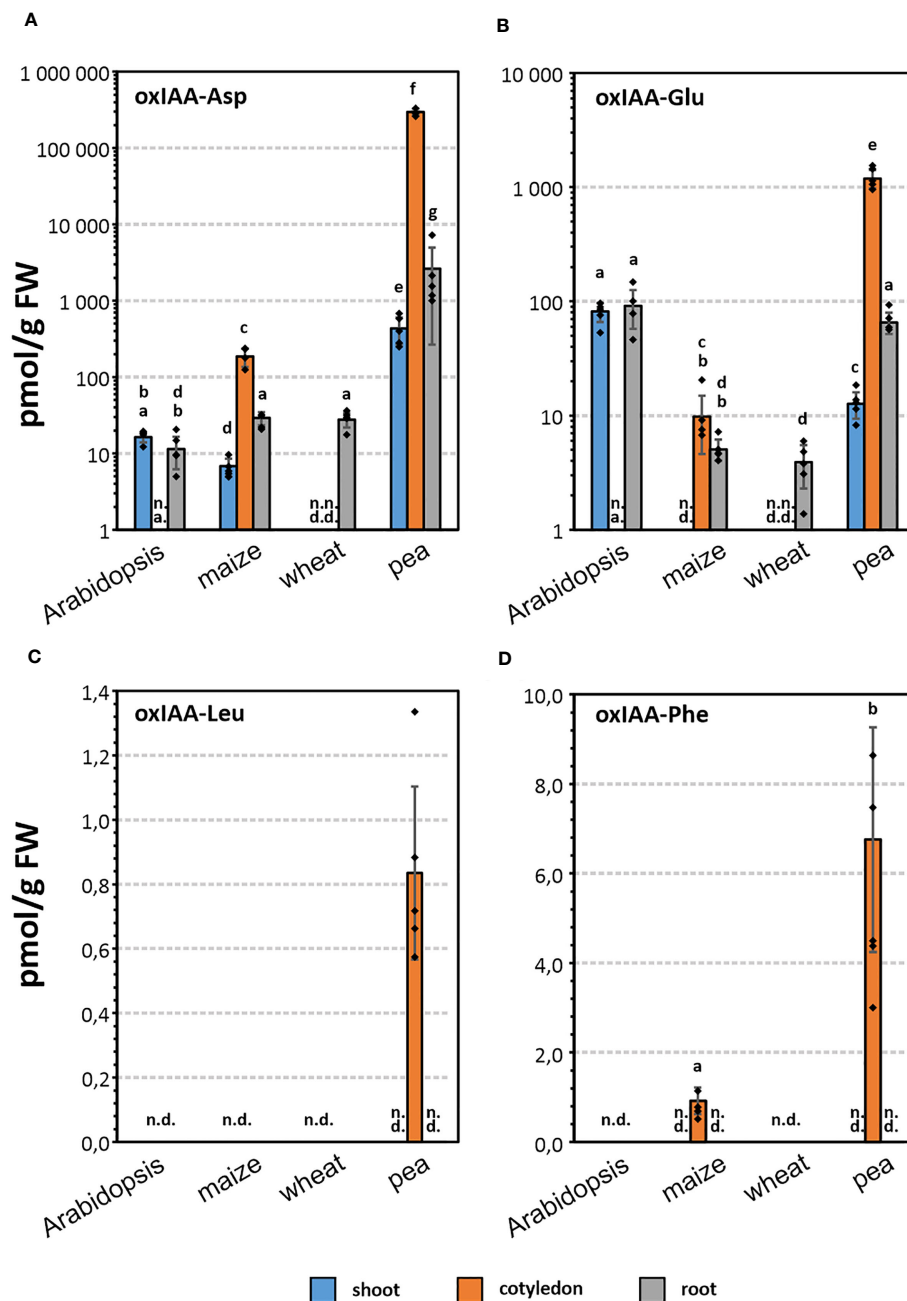 A
B
oxIAA-Asp
oxIAA-Glu
pmol/g FW
1 000 000
100 000
10 000
1 000
100
10
1
b
a
n.
a.
d
b
d
c
a
n.n.
d.d.
a
e
f
g
Arabidopsis
maize
wheat
pea
10 000
1 000
100
10
1
a
n.
a.
a
n.
d.
c
b
d
b
n.n.
d.d.
d
c
e
a
Arabidopsis
maize
wheat
pea
C
D
oxIAA-Leu
oxIAA-Phe
pmol/g FW
1,4
1,2
1,0
0,8
0,6
0,4
0,2
0,0
n.d.
n.d.
n.d.
n.
d.
n.
d.
Arabidopsis
maize
wheat
pea
10,0
8,0
6,0
4,0
2,0
0,0
n.d.
n.
d.
a
n.
d.
n.d.
n.
d.
b
n.
d.
Arabidopsis
maize
wheat
pea
shoot
cotyledon
root